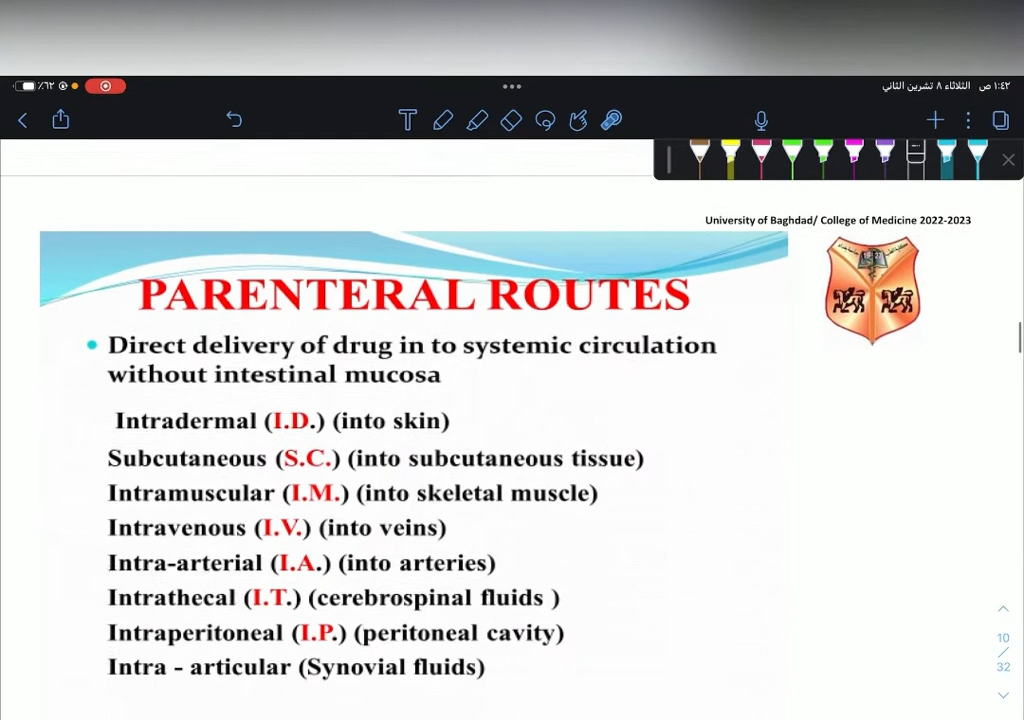 ٪٦٢
١:٤٢ ص الثلاثاء ٨ تشرين الثاني
University of Baghdad/ College of Medicine 2022-2023
PARENTERAL ROUTES
• Direct delivery of drug in to systemic circulation
without intestinal mucosa
Intradermal (I.D.) (into skin)
Subcutaneous (S.C.) (into subcutaneous tissue)
Intramuscular (I.M.) (into skeletal muscle)
Intravenous (I.V.) (into veins)
Intra-arterial (I.A.) (into arteries)
Intrathecal (I.T.) (cerebrospinal fluids )
Intraperitoneal (I.P.) (peritoneal cavity)
Intra - articular (Synovial fluids)
10
/
32